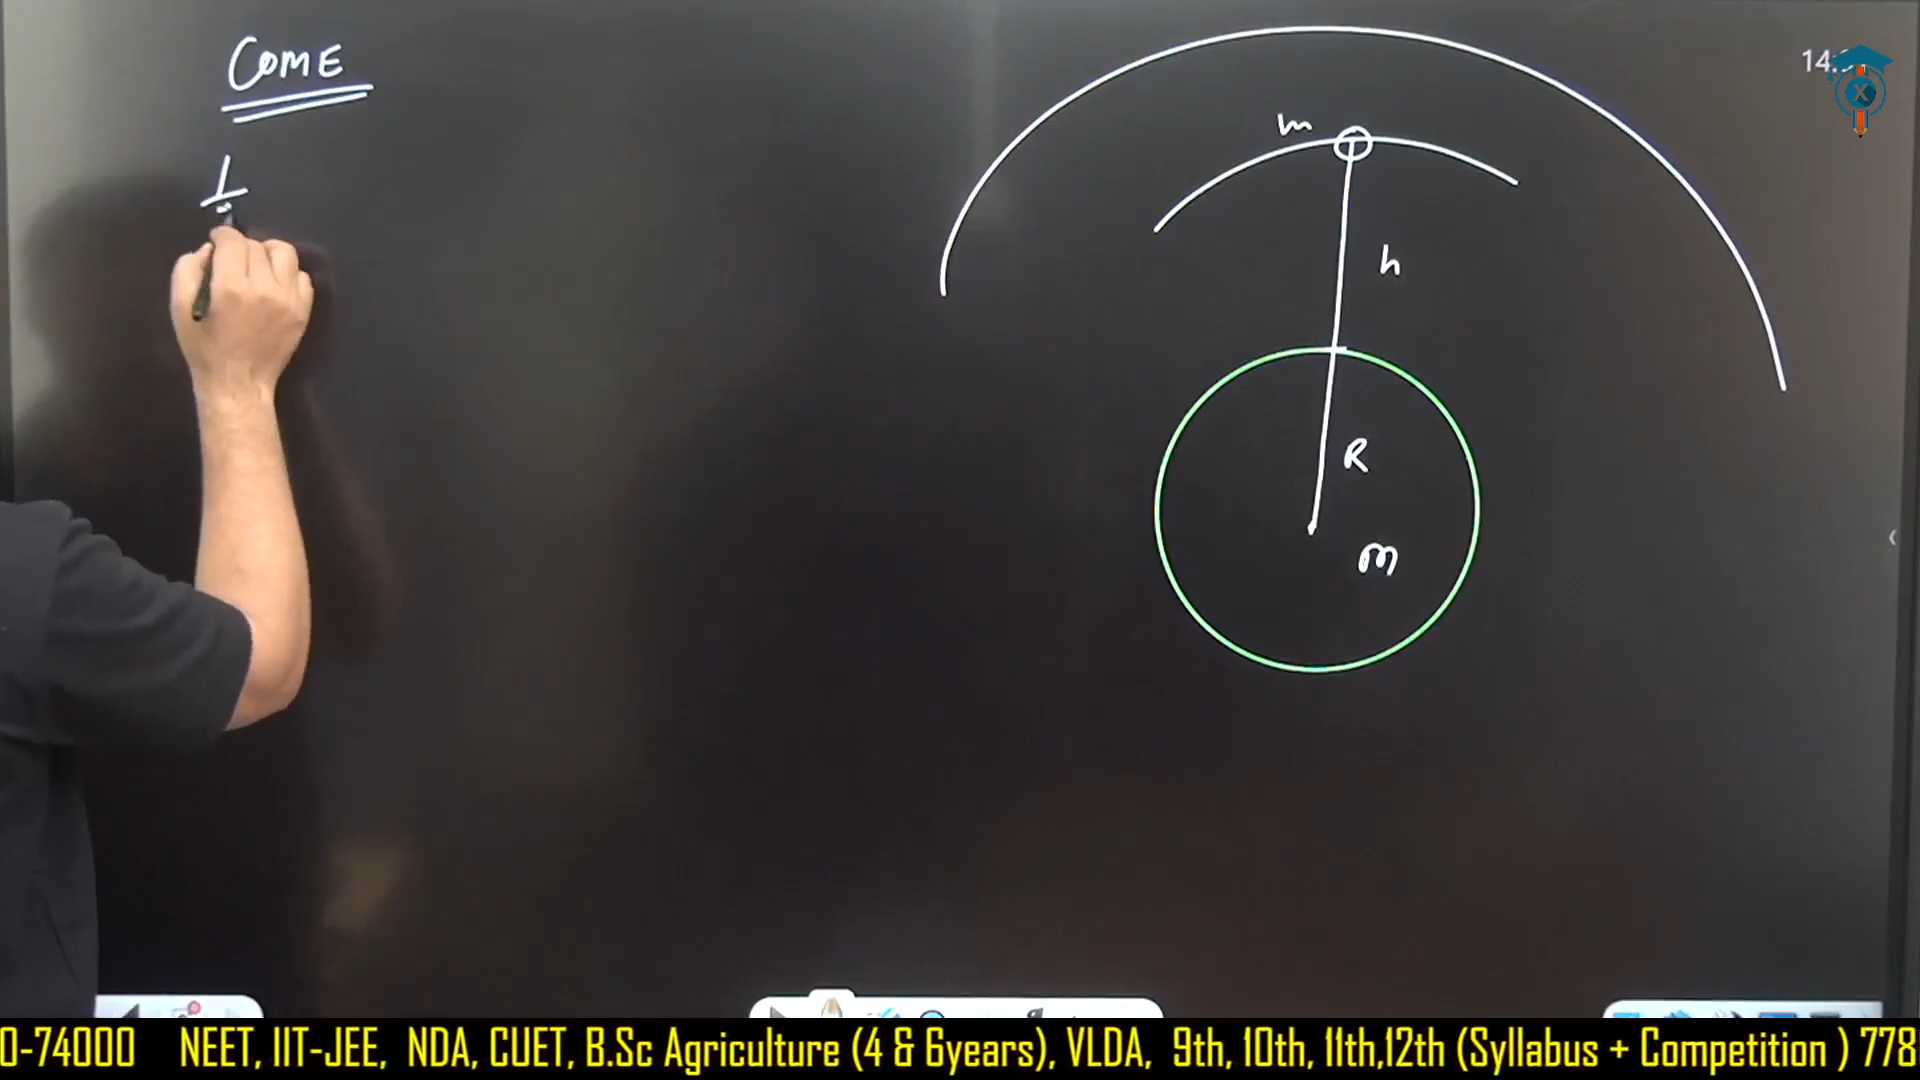 COME
1
m
h
R
M
0-74000 NEET, IIT-JEE, NDA, CUET, B.Sc Agriculture (4 & 6years), VLDA, 9th, 10th, 11th,12th (Syllabus + Competition ) 778